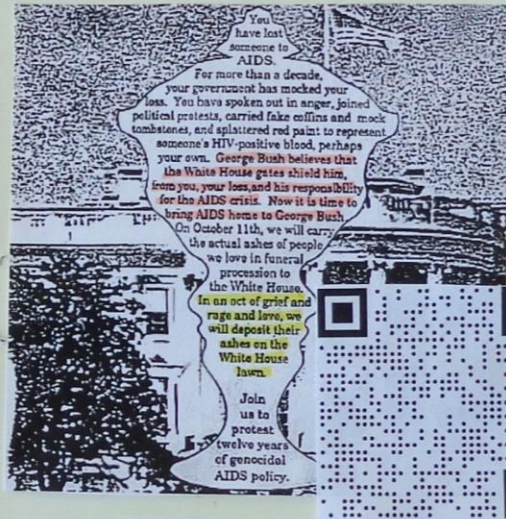 You
have lost
someone to
AIDS.
For more than a decade,
your government has mocked your
loss. You have spoken out in anger, joined
political protests, carried fake coffins and mock
tombstones, and splattered red paint to represent
someone's HIV-positive blood, perhaps
your own. George Bush believes that
the White House gates shield him,
from you, your loss, and his responsibility
for the AIDS crisis. Now it is time to
bring AIDS home to George Bush.
On October 11th, we will carry
the actual ashes of people
we love in funeral
procession to
the White House.
In an act of grief and
rage and love, we
will deposit their
ashes on the
White House
lawn.
Join
us to
protest
twelve years
of genocidal
AIDS policy.